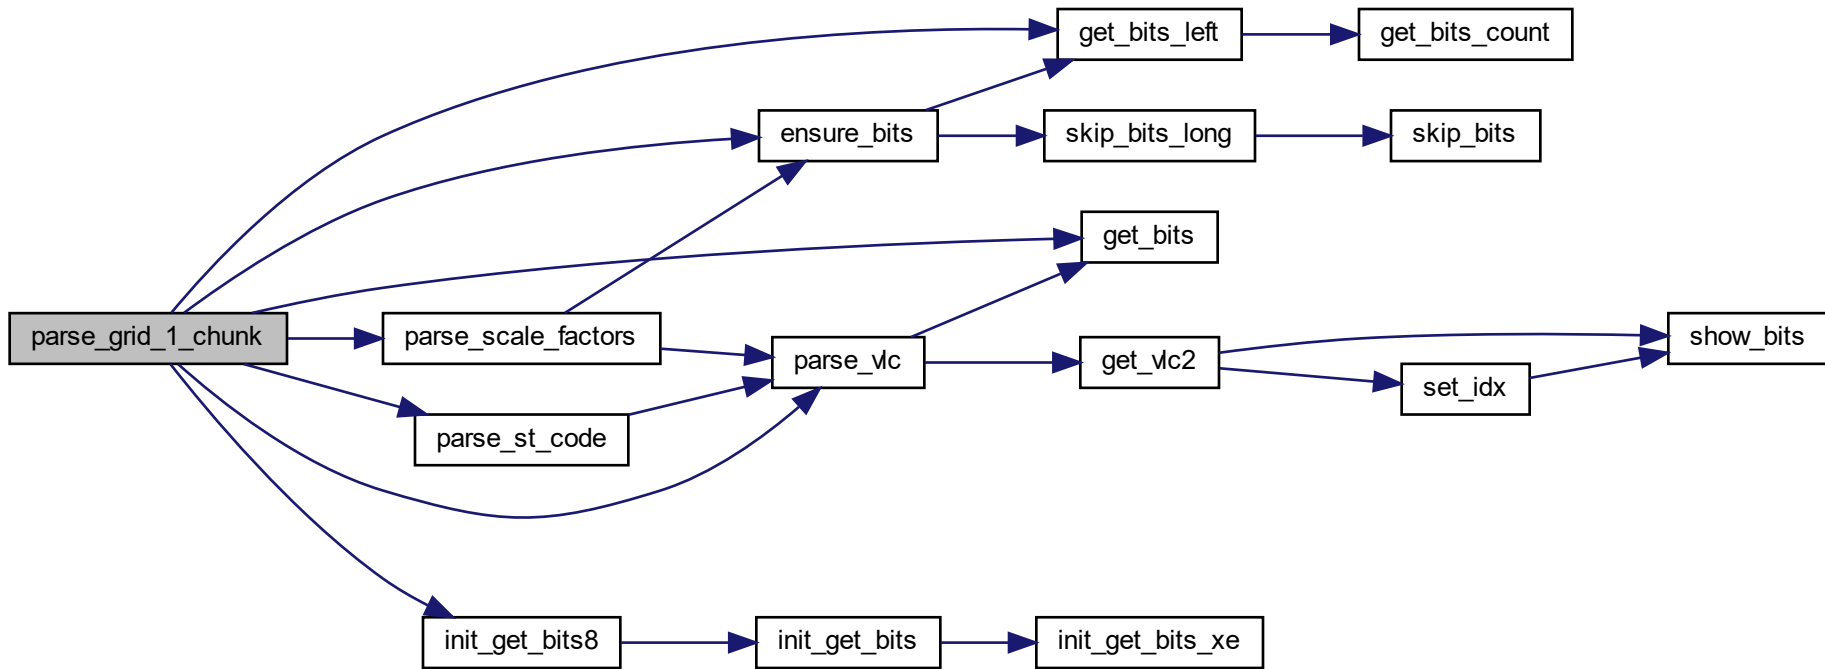 get_bits_left
get_bits_count
ensure_bits
skip_bits_long
skip_bits
get_bits
parse_grid_1_chunk
parse_scale_factors
parse_vlc
get_vlc2
show_bits
set_idx
parse_st_code
init_get_bits8
init_get_bits
init_get_bits_xe